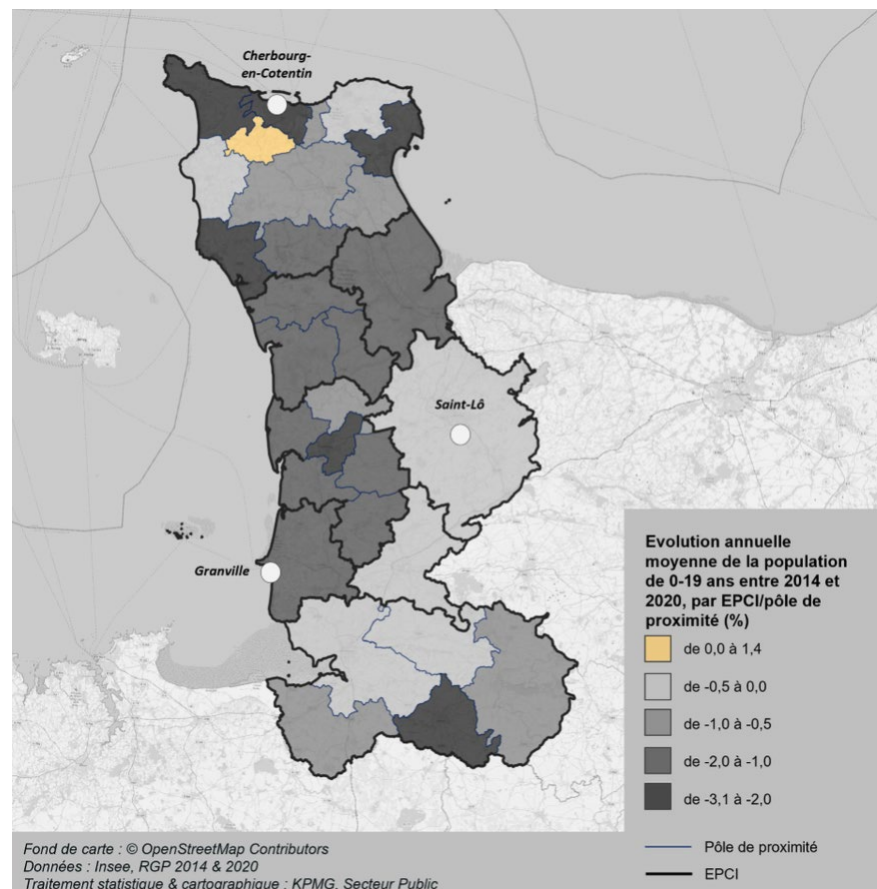 Cherbourg-
en-Cotentin
Saint-Lô
Granville
Evolution annuelle
moyenne de la population
de 0-19 ans entre 2014 et
2020, par EPCI/pôle de
proximité (%)
de 0,0 à 1,4
de -0,5 à 0,0
de -1,0 à -0,5
de -2,0 à -1,0
de -3,1 à -2,0
Pôle de proximité
EPCI
Fond de carte : © OpenStreetMap Contributors
Données : Insee, RGP 2014 & 2020
Traitement statistique & cartographique : KPMG, Secteur Public